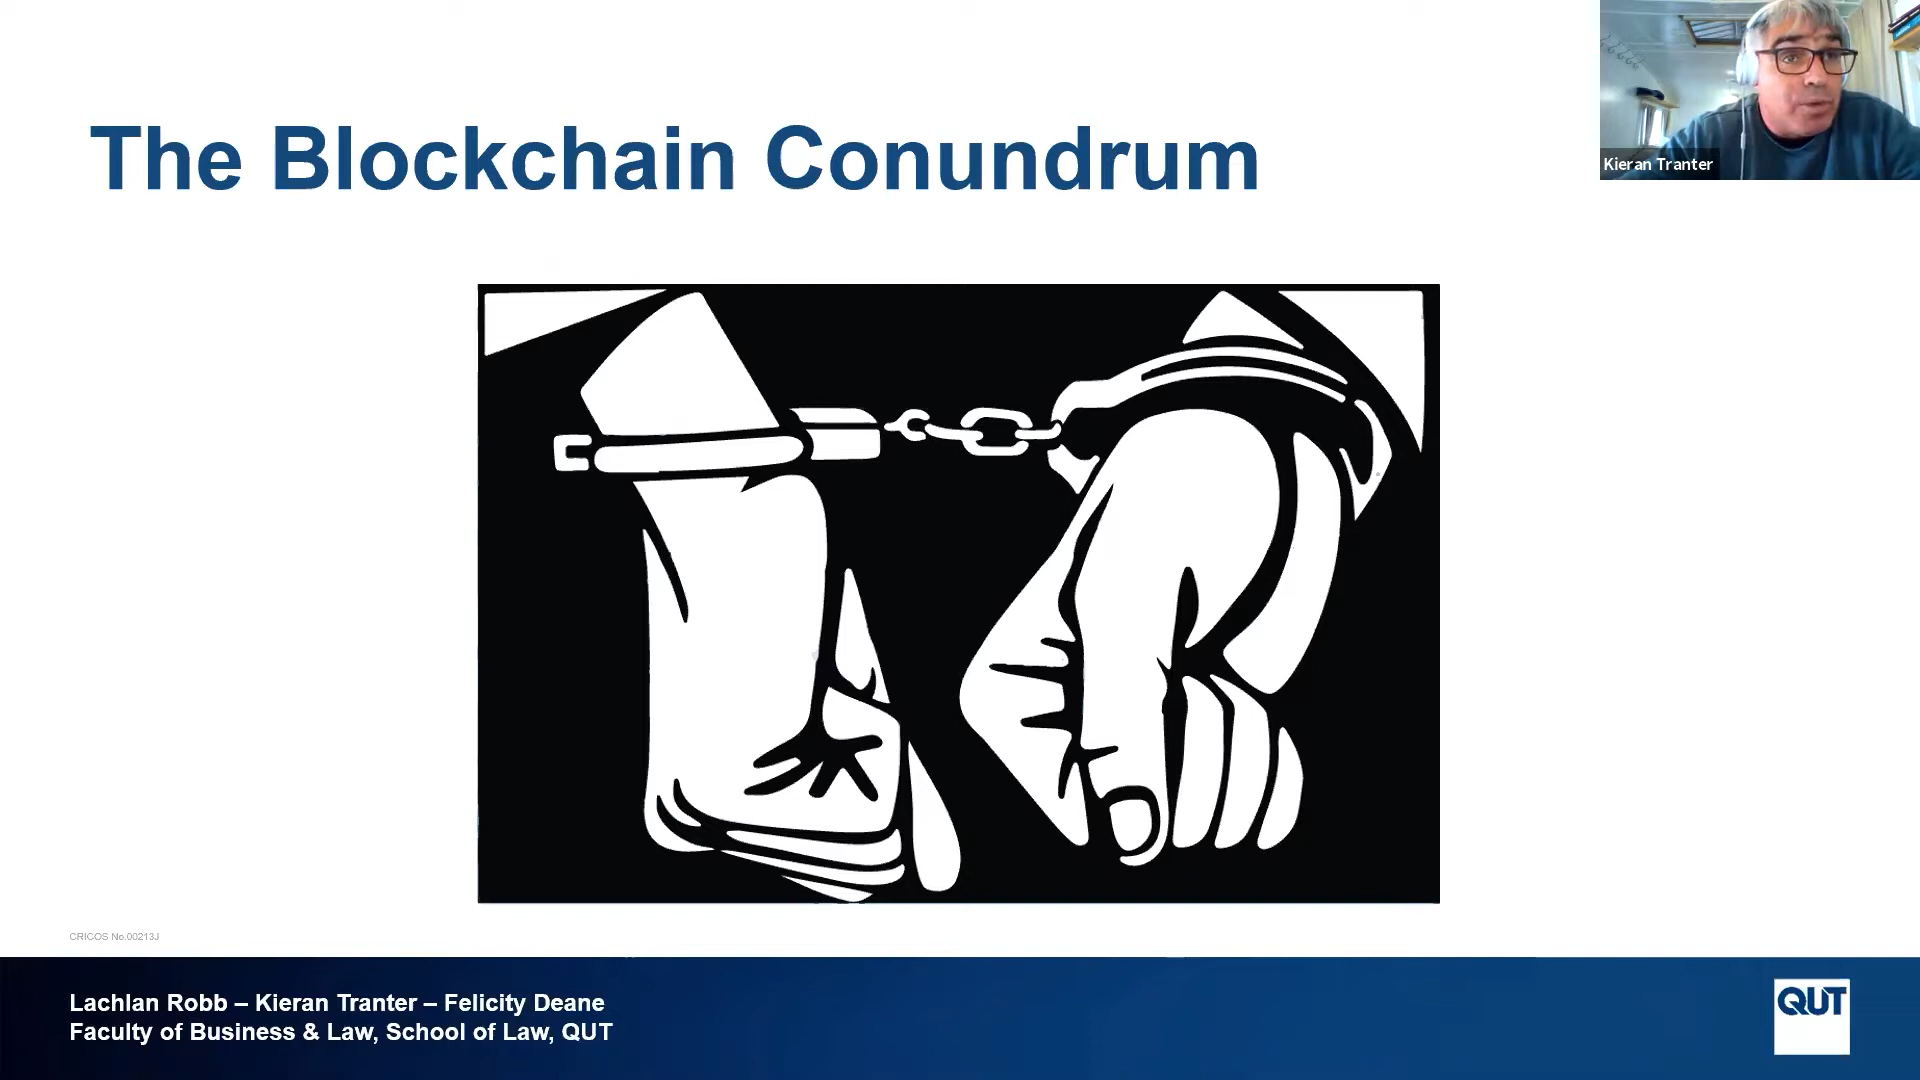 The Blockchain Conundrum
Kieran Tranter
CRICOS No.00213J
Lachlan Robb – Kieran Tranter – Felicity Deane
Faculty of Business & Law, School of Law, QUT
QUT